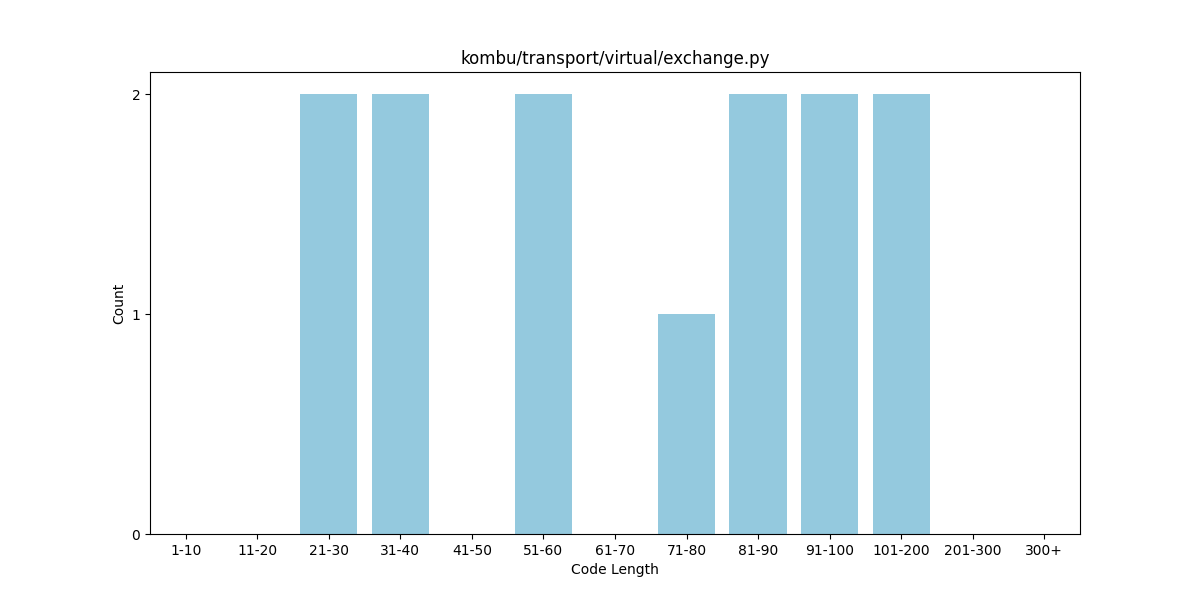 kombu/transport/virtual/exchange.py
2
1
0
Count
1-10 11-20 21-30 31-40 41-50 51-60 61-70 71-80 81-90 91-100 101-200 201-300 300+
Code Length